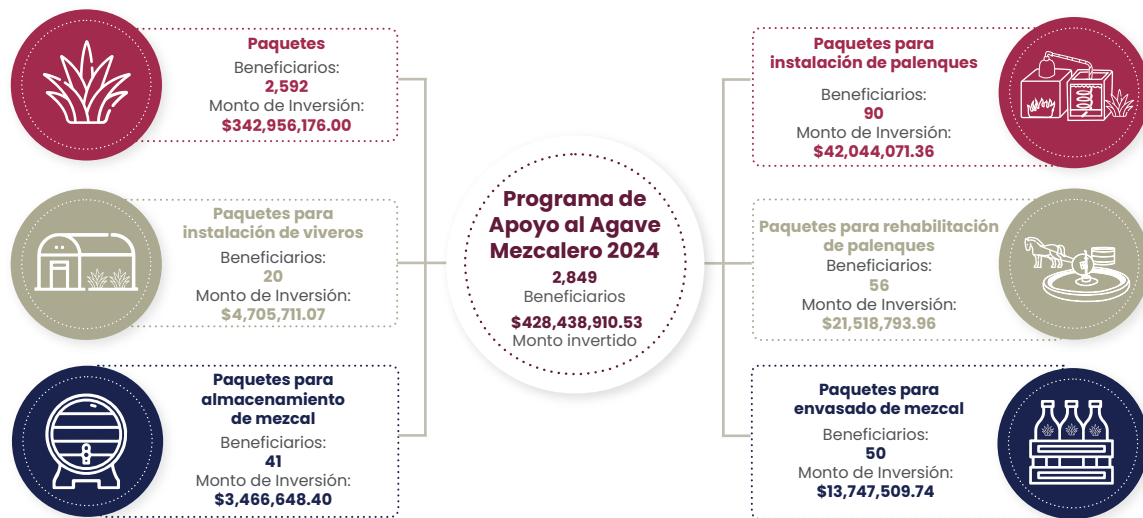 Paquetes
Beneficiarios:
2,592
Monto de Inversión:
$342,956,176.00
Paquetes para
instalación de viveros
Beneficiarios:
20
Monto de Inversión:
$4,705,711.07
Paquetes para
almacenamiento
de mezcal
Beneficiarios:
41
Monto de Inversión:
$3,466,648.40
Programa de
Apoyo al Agave
Mezcalero 2024
2,849
Beneficiarios
$428,438,910.53
Monto invertido
Paquetes para
instalación de palenques
Beneficiarios:
90
Monto de Inversión:
$42,044,071.36
Paquetes para rehabilitación
de palenques
Beneficiarios:
56
Monto de Inversión:
$21,518,793.96
Paquetes para
envasado de mezcal
Beneficiarios:
50
Monto de Inversión:
$13,747,509.74